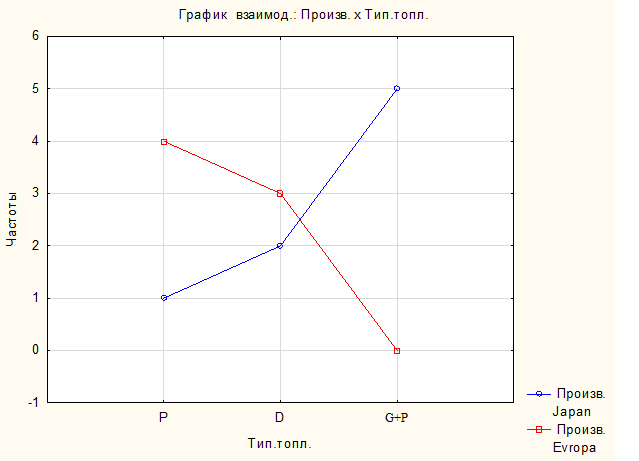 График взаимод.: Произв. x Тип.топл.
6
5
4
3
2
1
0
-1
Частоты
P
D
G+P
Тип.топл.
Произв.
Japan
Произв.
Evropa